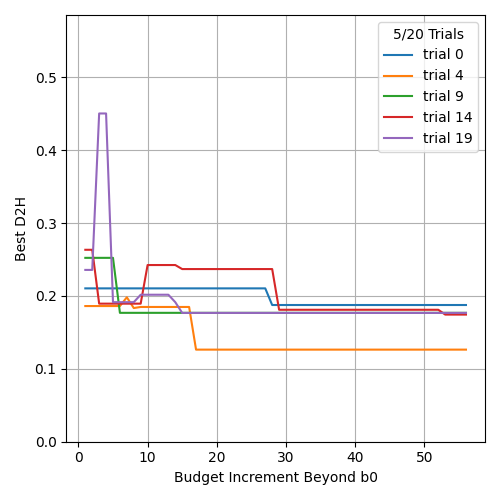 5/20 Trials
trial 0
trial 4
trial 9
trial 14
trial 19
0.5
0.4
0.3
0.2
0.1
0.0
Best D2H
0 10 20 30 40 50
Budget Increment Beyond b0